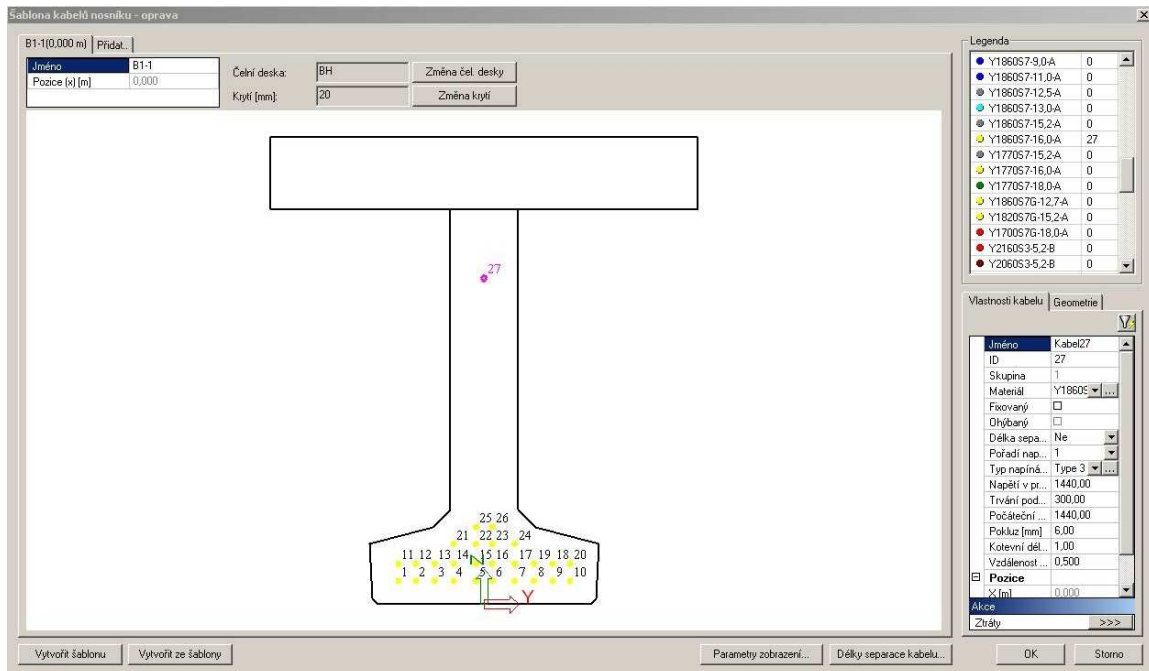 Šablona kabelů nosníku - oprava
B1-1(0,000 m) Přidat..
Jméno B1-1
Pozice (x) [m] 0,000
Čelní deska: BH Změna čel. desky
Krytí [mm]: 20 Změna krytí
27
25 26
21 22 23 24
11 12 13 14 15 16 17 19 18 20
1 2 3 4 5 6 7 8 9 10
Z
Y
Legenda
Y1860S7-9,0-A 0
Y1860S7-11,0-A 0
Y1860S7-12,5-A 0
Y1860S7-13,0-A 0
Y1860S7-15,2-A 0
Y1860S7-16,0-A 27
Y1770S7-15,2-A 0
Y1770S7-16,0-A 0
Y1770S7-18,0-A 0
Y1860S7G-12,7-A 0
Y1820S7G-15,2-A 0
Y1700S7G-18,0-A 0
Y2160S3-5,2-B 0
Y2060S3-5,2-B 0
Vlastnosti kabelu Geometrie
Jméno Kabel27
ID 27
Skupina 1
Materiál Y1860S ...
Fixovaný
Ohýbaný
Délka sepa... Ne
Pořadí nap... 1
Typ napíná... Type 3 ...
Napětí v pr... 1440,00
Trvání pod... 300,00
Počáteční ... 1440,00
Pokluz [mm] 6,00
Kotevní dél... 1,00
Vzdálenost ... 0,500
Pozice
X [m] 0,000
Akce
Ztráty >>>
Vytvořit šablonu Vytvořit ze šablony Parametry zobrazení... Délky separace kabelu... OK Storno